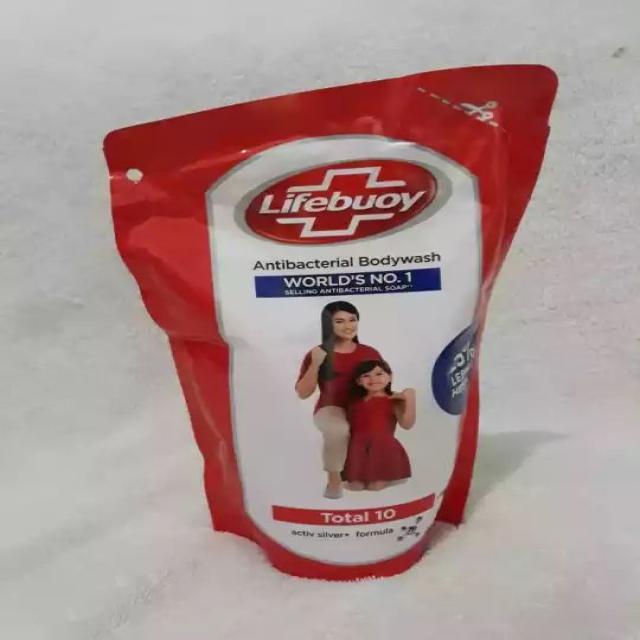 Lifebuoy
Antibacterial Bodywash
WORLD'S NO.1
SELLING ANTIBACTERIAL SOAP**
Total 10
activ silver+ formula